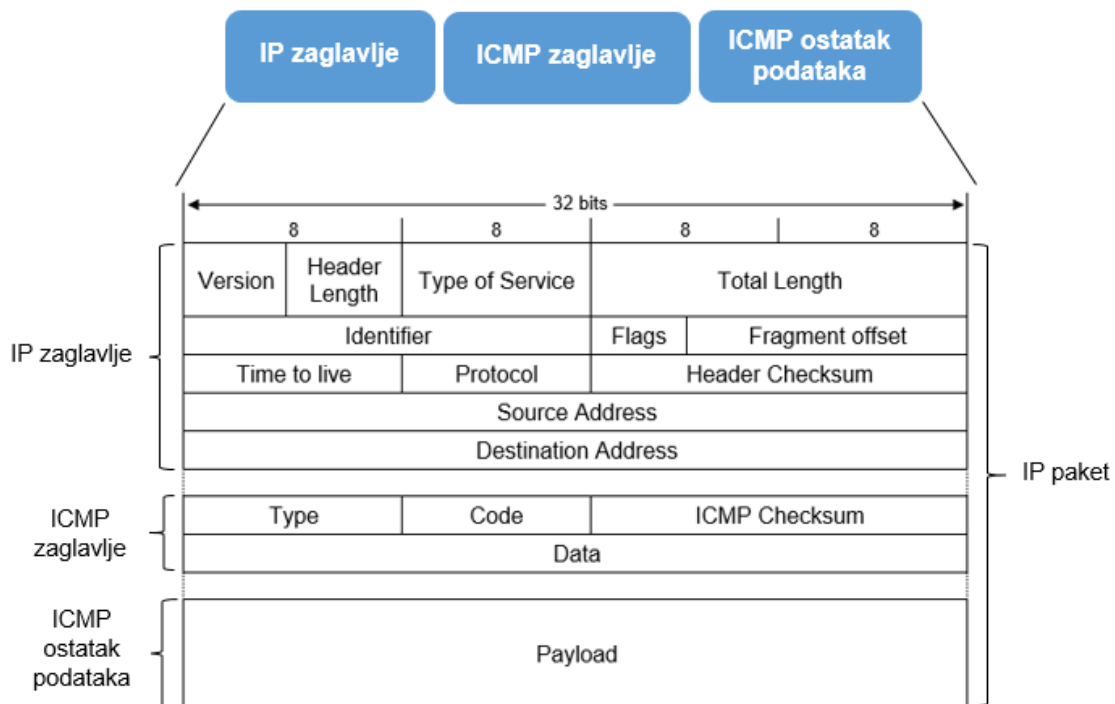 IP zaglavlje
ICMP zaglavlje
ICMP ostatak
podataka
32 bits
8 8 8 8
Version
Header
Length
Type of Service
Total Length
Identifier
Flags
Fragment offset
IP zaglavlje
Time to live
Protocol
Header Checksum
Source Address
Destination Address
IP paket
ICMP
zaglavlje
Type
Code
ICMP Checksum
Data
ICMP
ostatak
podataka
Payload